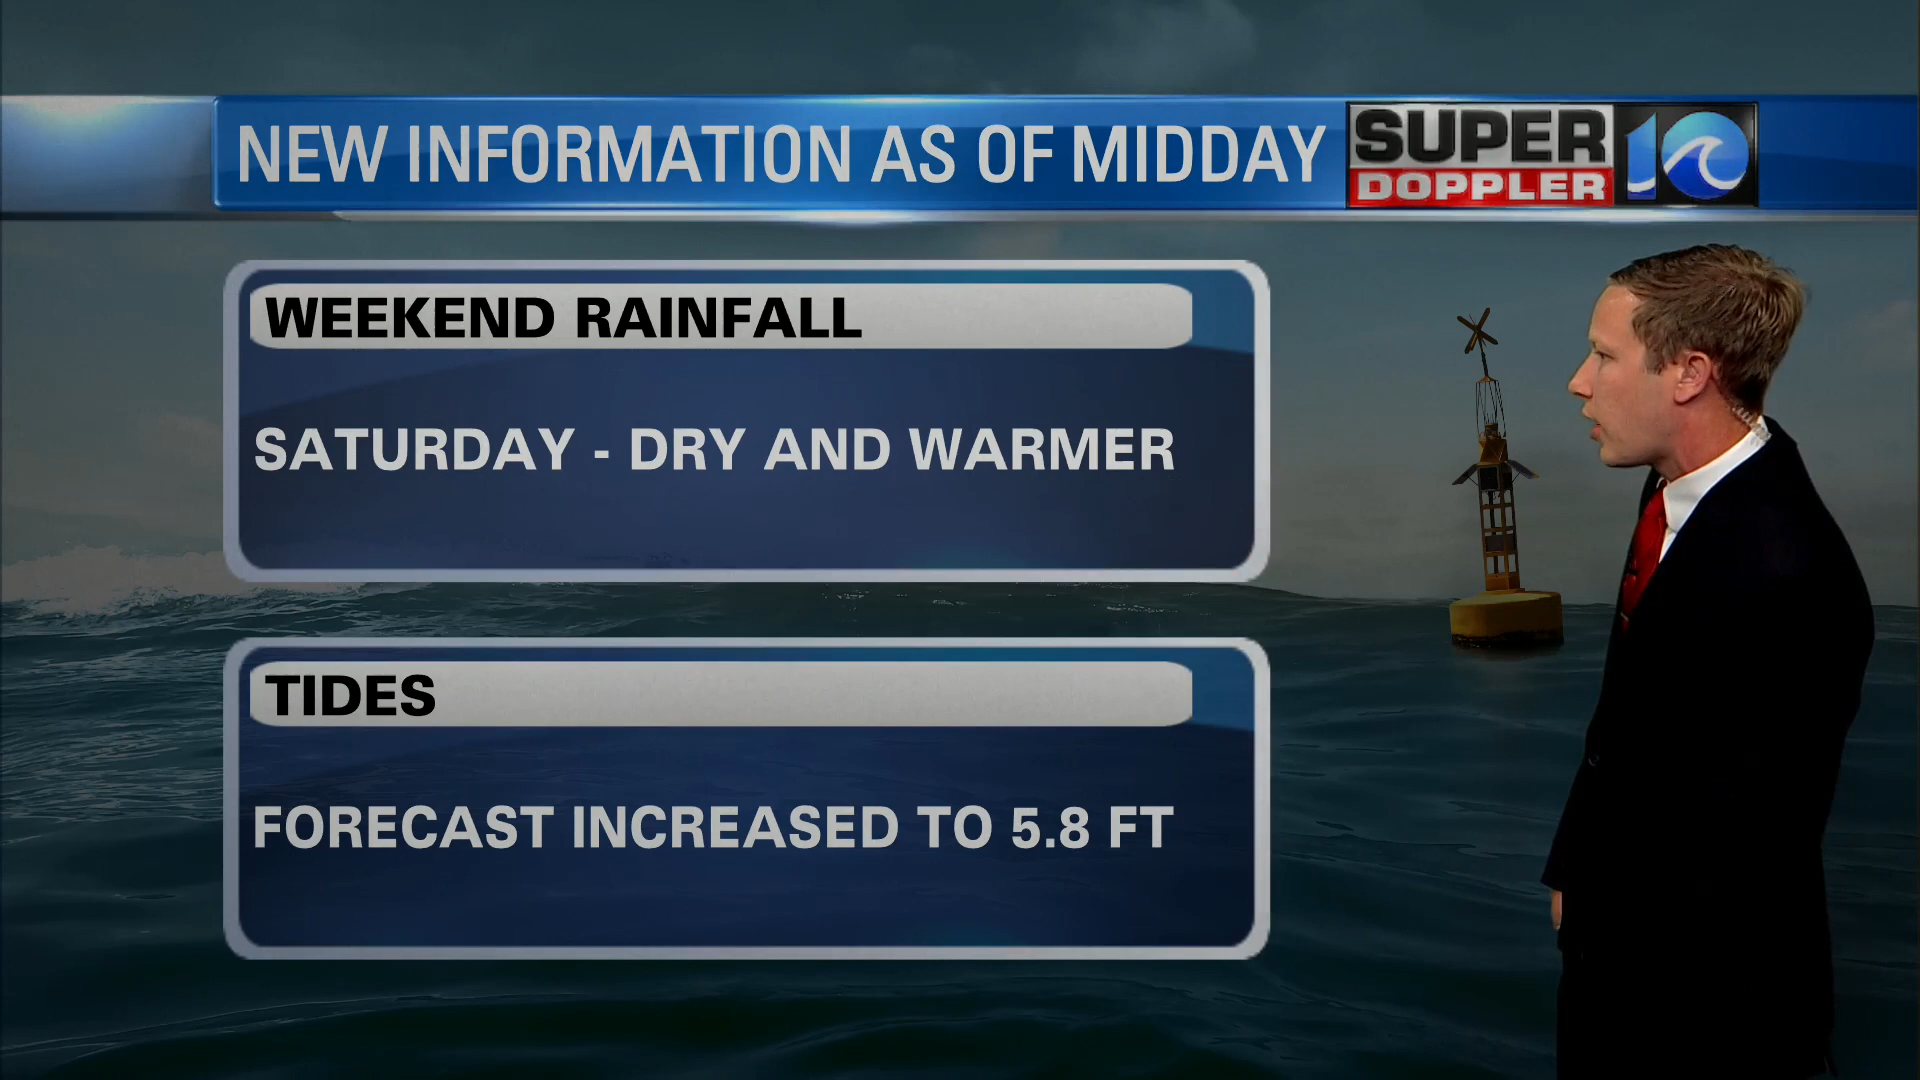 NEW INFORMATION AS OF MIDDAY
SUPER
DOPPLER
10
WEEKEND RAINFALL
SATURDAY - DRY AND WARMER
TIDES
FORECAST INCREASED TO 5.8 FT